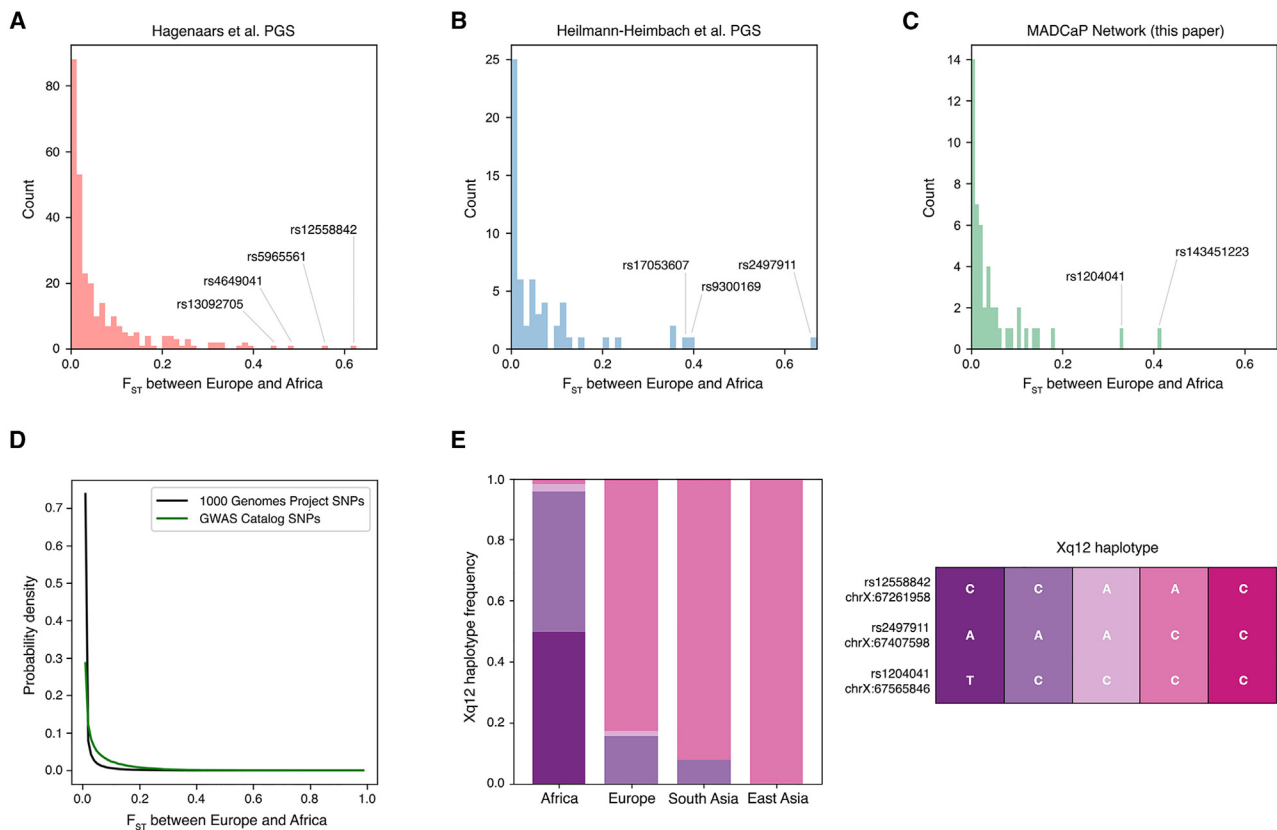 A
Hagenaars et al. PGS
Count
80
60
40
20
0
rs12558842
rs5965561
rs4649041
rs13092705
0.0 0.2 0.4 0.6
FST between Europe and Africa
B
Heilmann-Heimbach et al. PGS
Count
25
20
15
10
5
0
rs17053607
rs2497911
rs9300169
0.0 0.2 0.4 0.6
FST between Europe and Africa
C
MADCaP Network (this paper)
Count
14
12
10
8
6
4
2
0
rs143451223
rs1204041
0.0 0.2 0.4 0.6
FST between Europe and Africa
D
Probability density
0.7
0.6
0.5
0.4
0.3
0.2
0.1
0.0
1000 Genomes Project SNPs
GWAS Catalog SNPs
0.0 0.2 0.4 0.6 0.8 1.0
FST between Europe and Africa
E
Xq12 haplotype frequency
1.0
0.8
0.6
0.4
0.2
0.0
Africa Europe South Asia East Asia
Xq12 haplotype
rs12558842
chrX:67261958
C C A A C
rs2497911
chrX:67407598
A A A C C
rs1204041
chrX:67565846
T C C C C